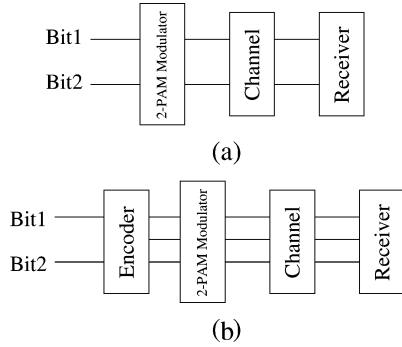 Bit1
Bit2
2-PAM Modulator
Channel
Receiver
(a)
Bit1
Bit2
Encoder
2-PAM Modulator
Channel
Receiver
(b)